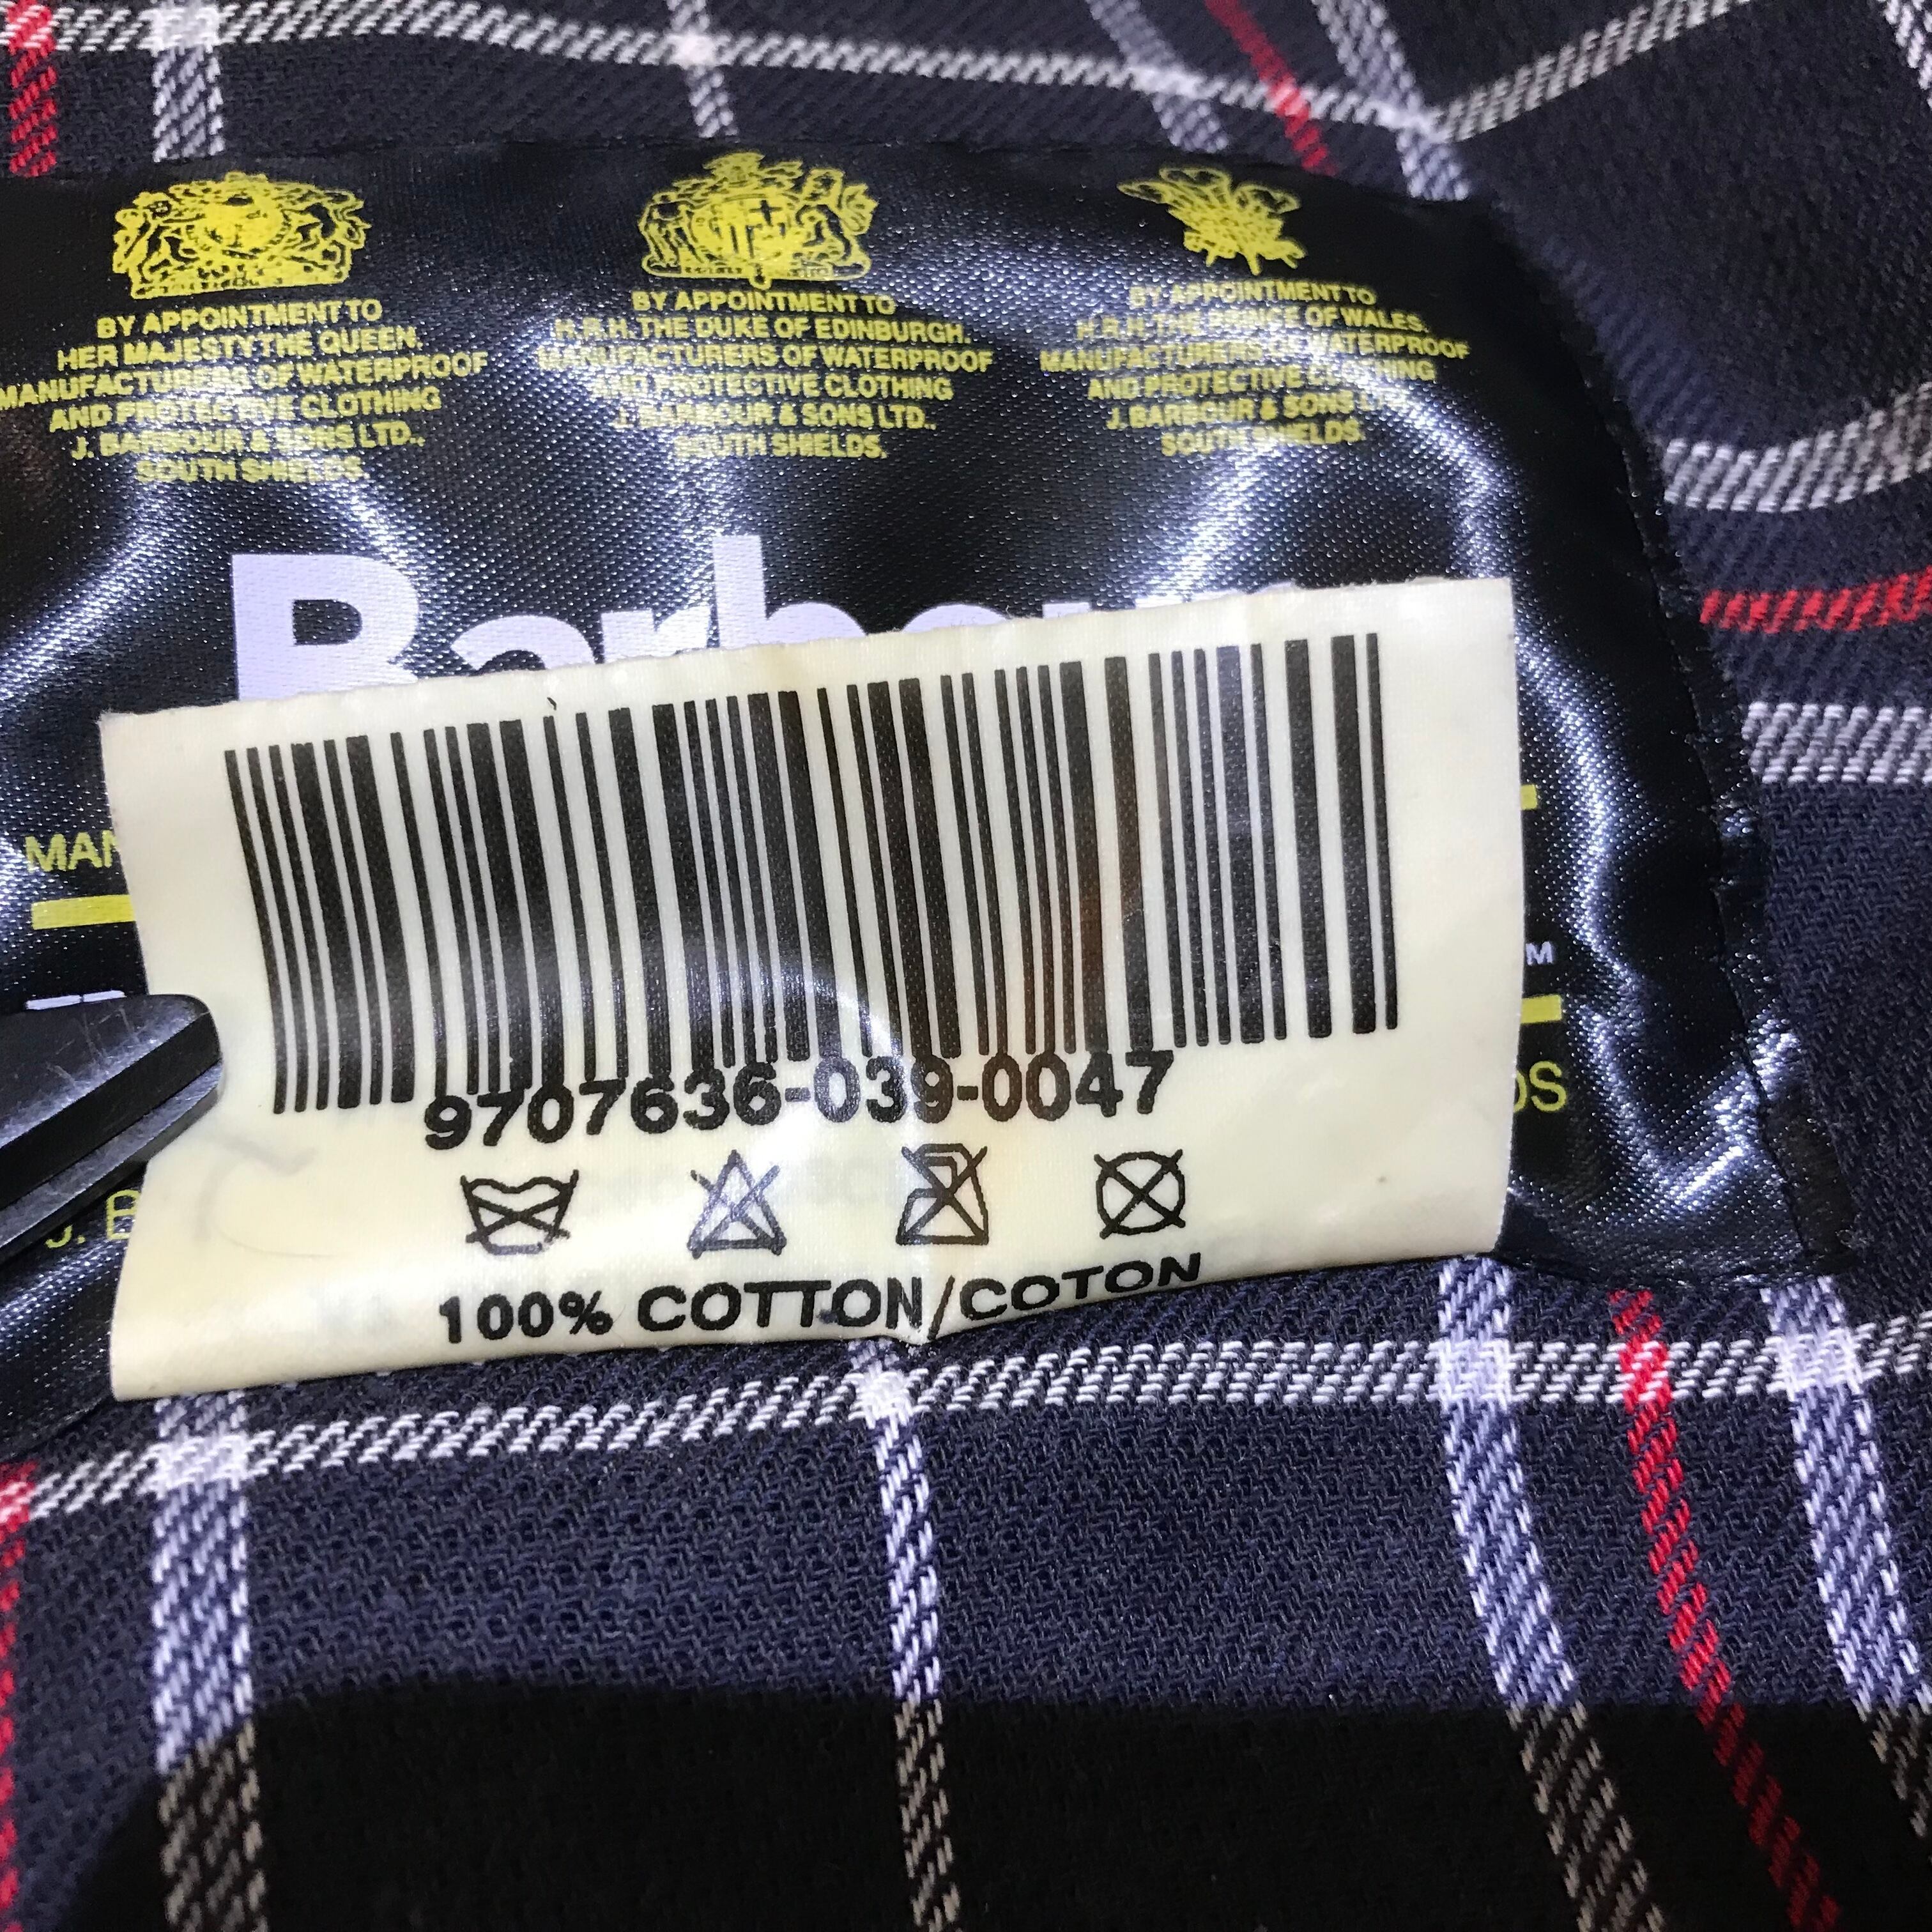 BY APPOINTMENT TO
HER MAJESTY THE QUEEN.
MANUFACTURERS OF WATERPROOF
AND PROTECTIVE CLOTHING
J. BARBOUR & SONS LTD.,
SOUTH SHIELDS.
BY APPOINTMENT TO
H.R.H. THE DUKE OF EDINBURGH.
MANUFACTURERS OF WATERPROOF
AND PROTECTIVE CLOTHING
J. BARBOUR & SONS LTD.,
SOUTH SHIELDS.
BY APPOINTMENT TO
H.R.H. THE PRINCE OF WALES.
MANUFACTURERS OF WATERPROOF
AND PROTECTIVE CLOTHING
J. BARBOUR & SONS L
SOUTH SHIELDS.
Barbour
MAN
M
DS
J. B
9707636-039-0047
100% COTTON/COTON